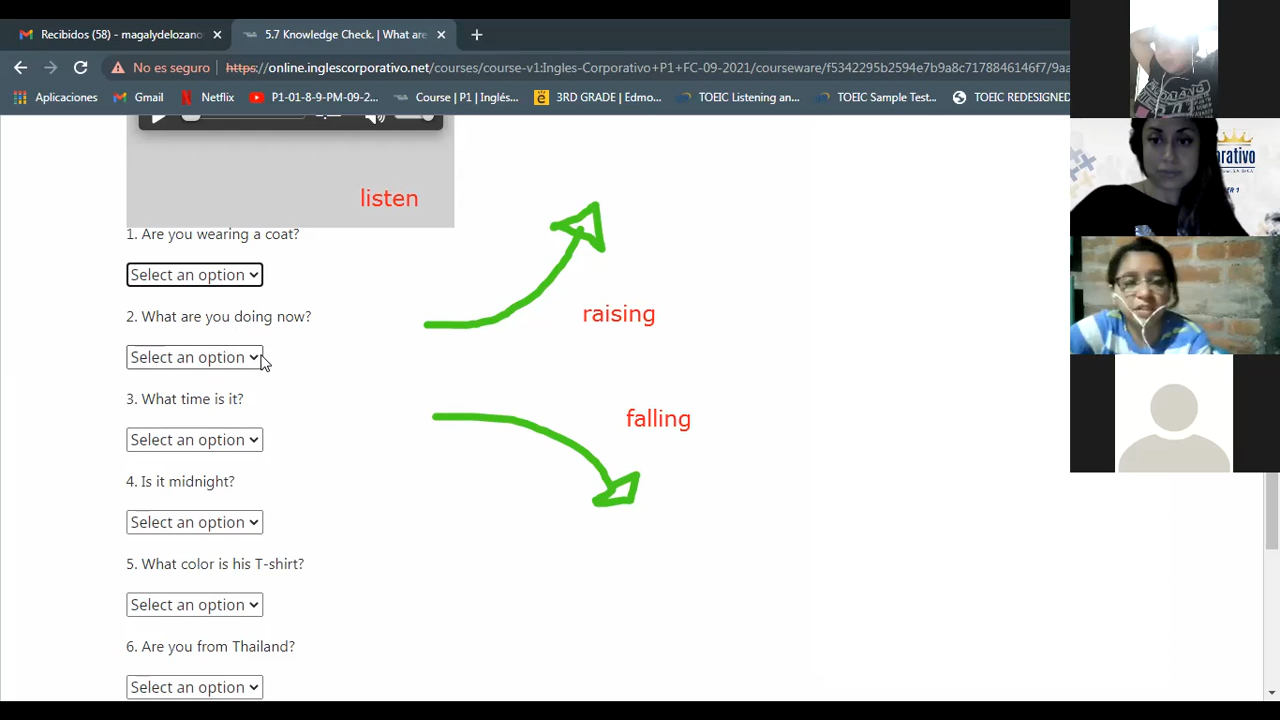 Recibidos (58) - magalydelozano
5.7 Knowledge Check. | What are
No es seguro
https://online.inglescorporativo.net/courses/course-v1:Ingles-Corporativo+P1+FC-09-2021/courseware/f5342295b2594e7b9a8c7178846146f7/9aa
Aplicaciones
Gmail
Netflix
P1-01-8-9-PM-09-2...
Course | P1 | Inglés...
3RD GRADE | Edmo...
TOEIC Listening an...
TOEIC Sample Test...
TOEIC REDESIGNED
listen
1. Are you wearing a coat?
Select an option
2. What are you doing now?
Select an option
raising
3. What time is it?
Select an option
falling
4. Is it midnight?
Select an option
5. What color is his T-shirt?
Select an option
6. Are you from Thailand?
Select an option
orativo